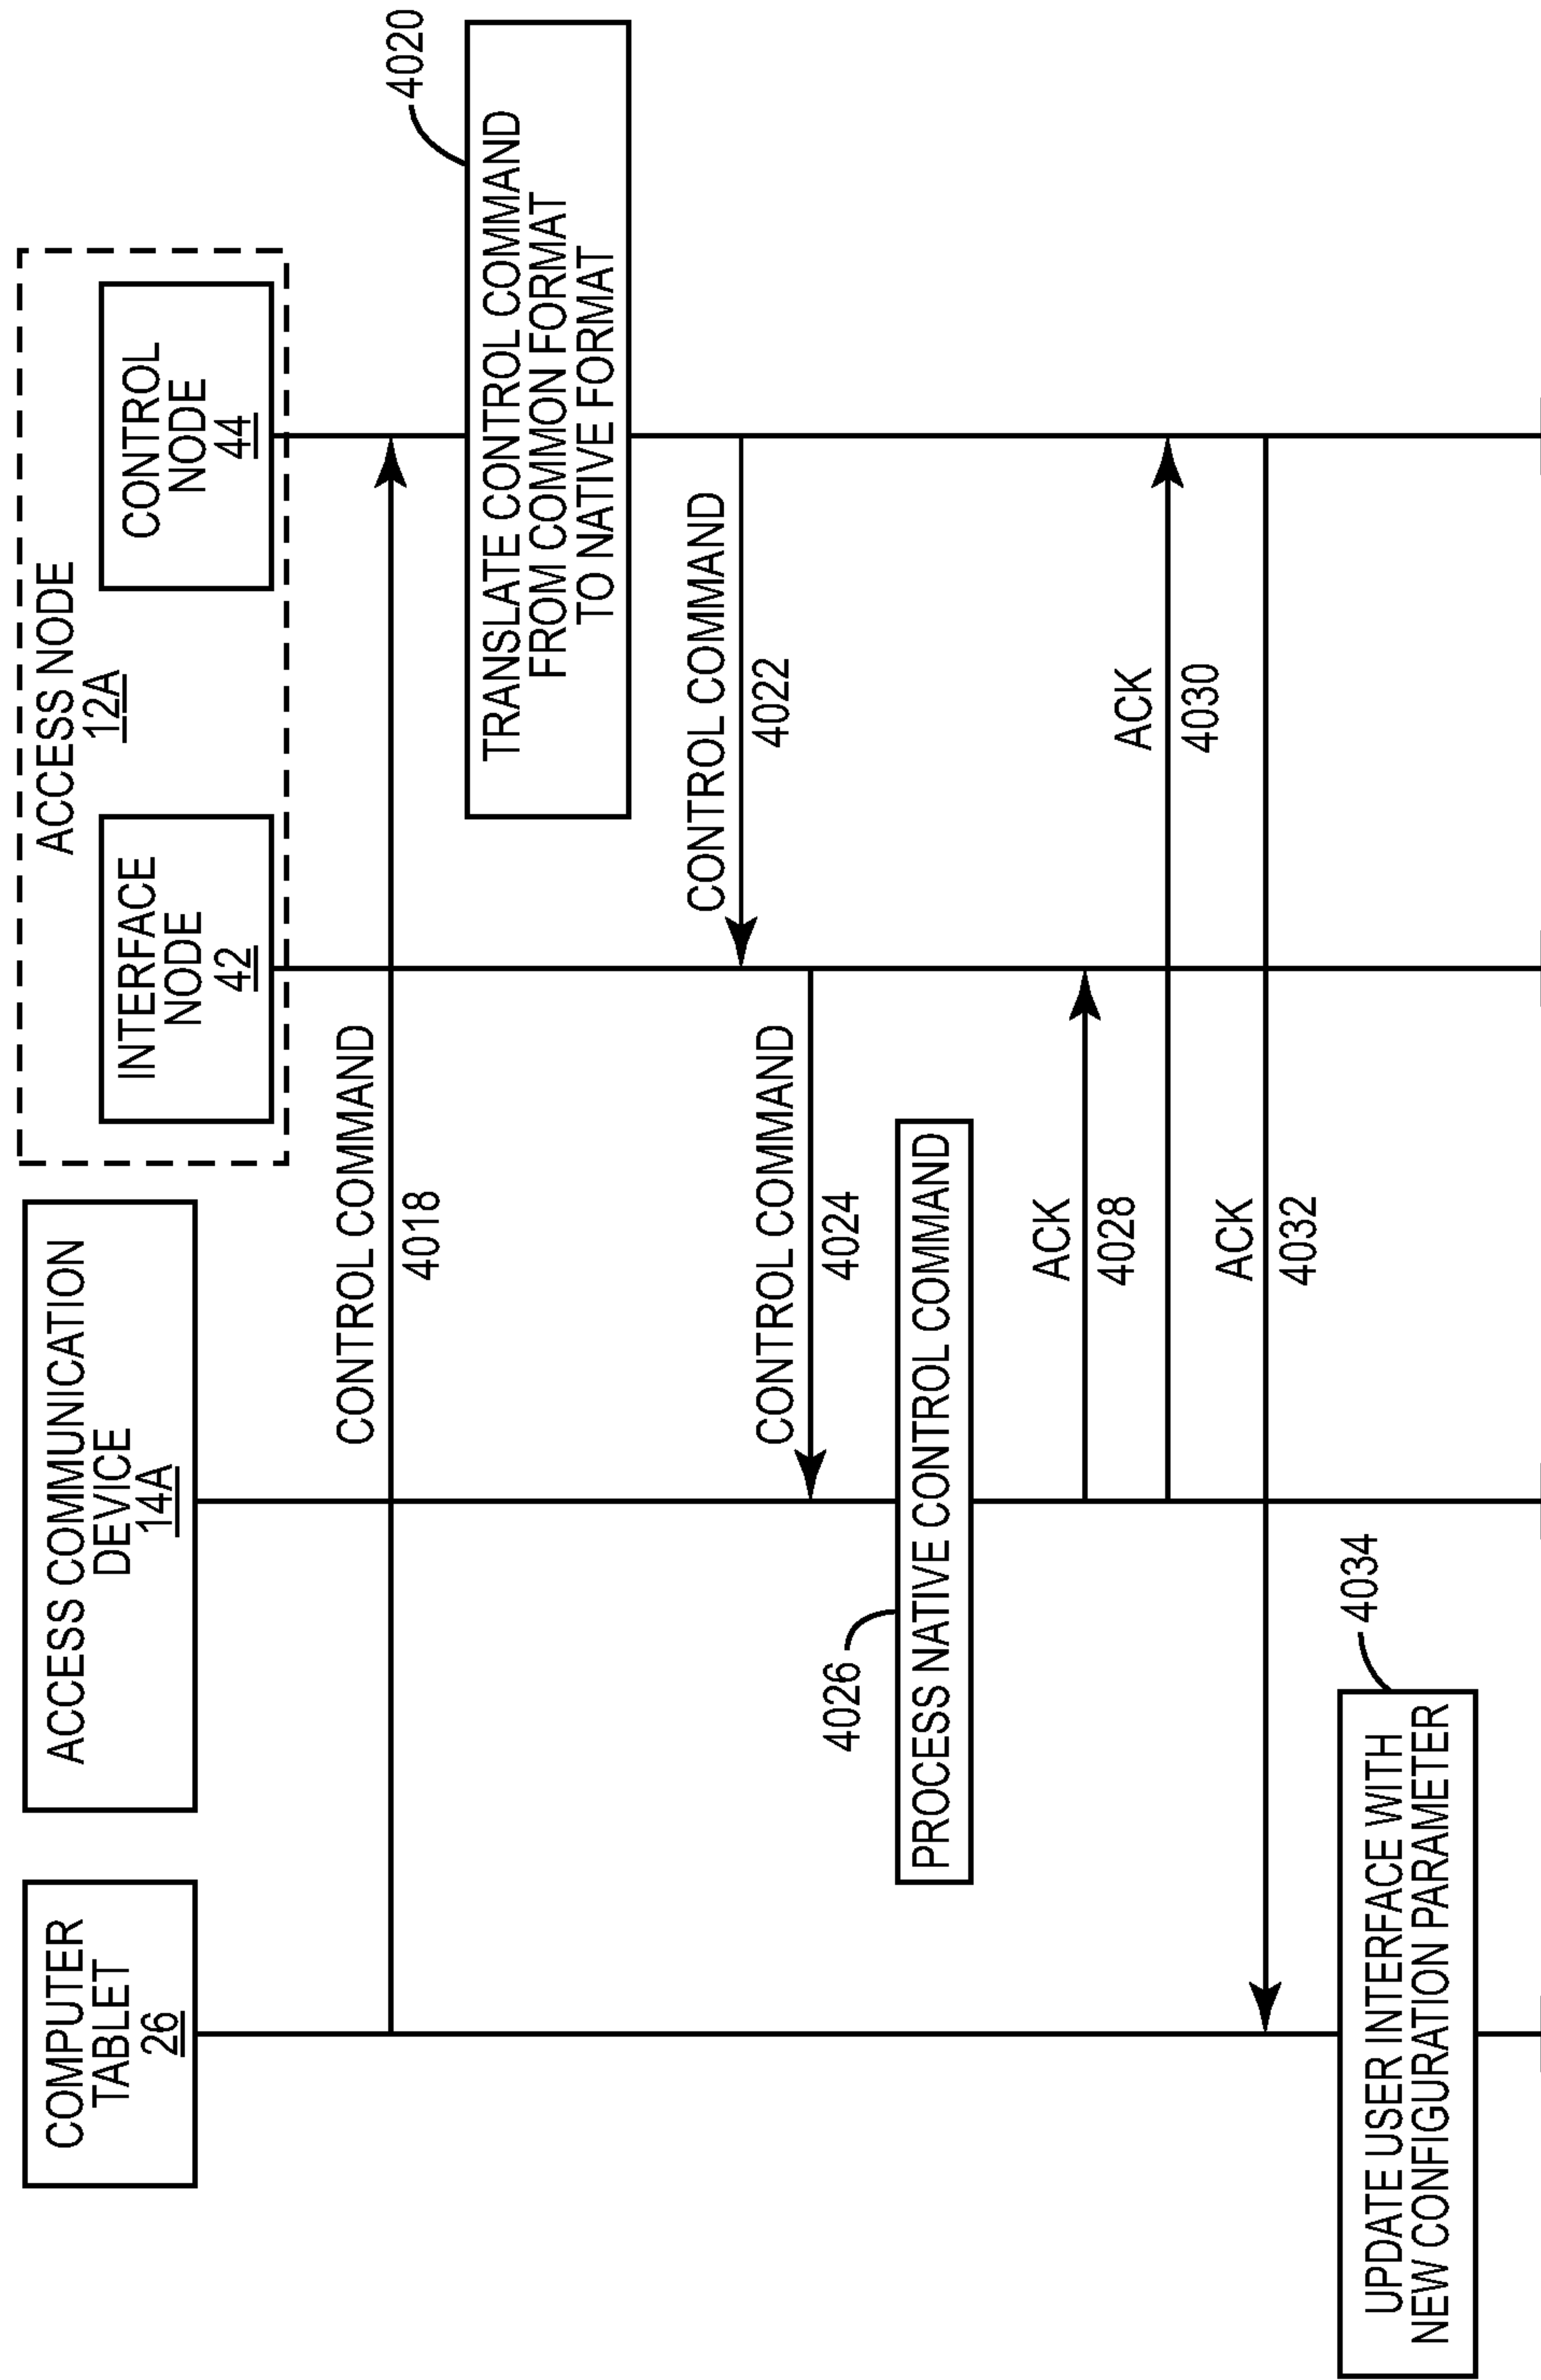 COMPUTER
TABLET
26
ACCESS COMMUNICATION
DEVICE
14A
ACCESS NODE
12A
INTERFACE
NODE
42
CONTROL
NODE
44
CONTROL COMMAND
4018
4020
TRANSLATE CONTROL COMMAND
FROM COMMON FORMAT
TO NATIVE FORMAT
CONTROL COMMAND
4022
CONTROL COMMAND
4024
4026
PROCESS NATIVE CONTROL COMMAND
ACK
4028
ACK
4030
ACK
4032
4034
UPDATE USER INTERFACE WITH
NEW CONFIGURATION PARAMETER